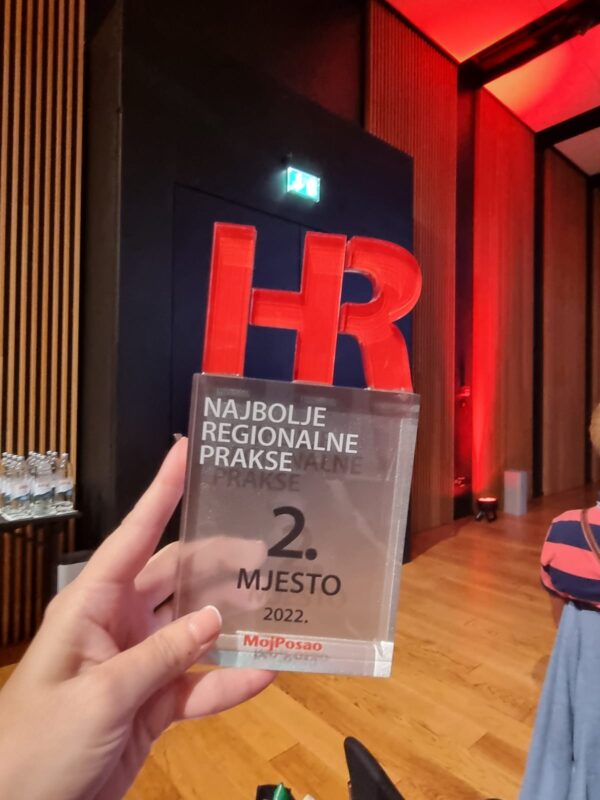 HR
NAJBOLJE
REGIONALNE
PRAKSE
2.
MJESTO
2022.
MojPosao